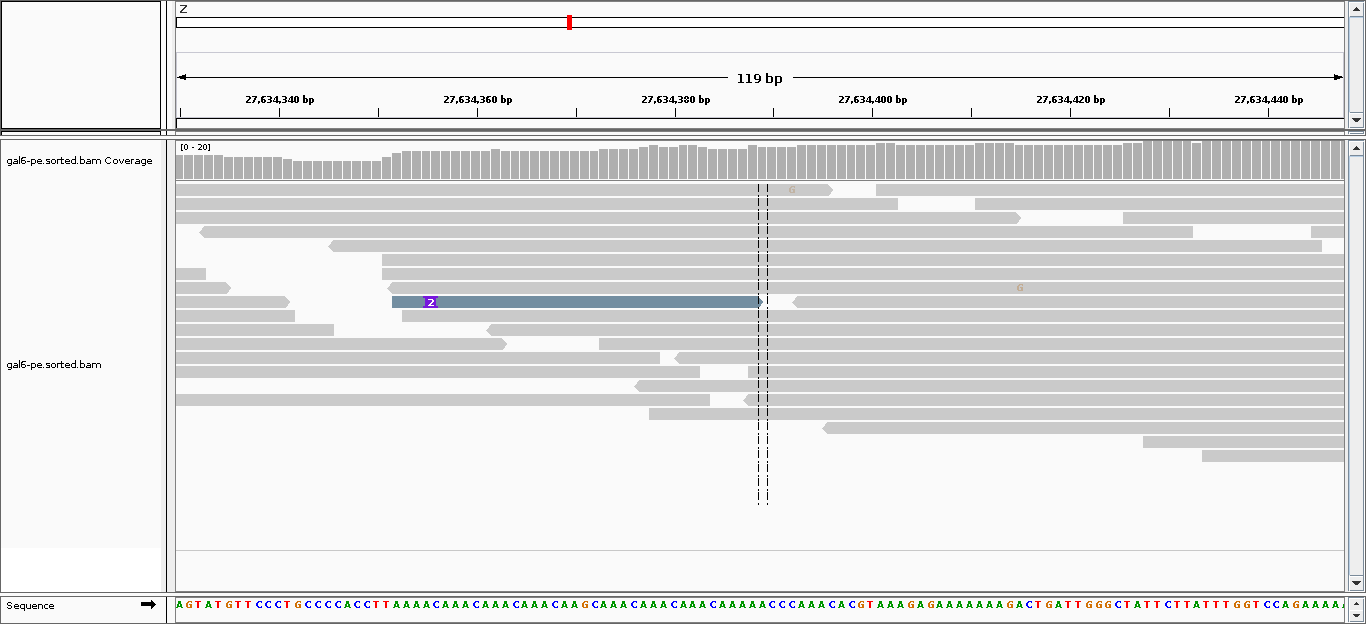 Z
119 bp
27,634,340 bp 27,634,360 bp 27,634,380 bp 27,634,400 bp 27,634,420 bp 27,634,440 bp
gal6-pe.sorted.bam Coverage
[0 - 20]
G
G
2
gal6-pe.sorted.bam
Sequence
AGTATGTTCCCTGCCCCACCTTAAAACAAACAAACAAACAAGCAAACAAACAAACAAAAACCCAAACACGTAAAGAGAAAAAAAAGACTGATTGGGCTATTCTTATTTGGTCCAGAAAA